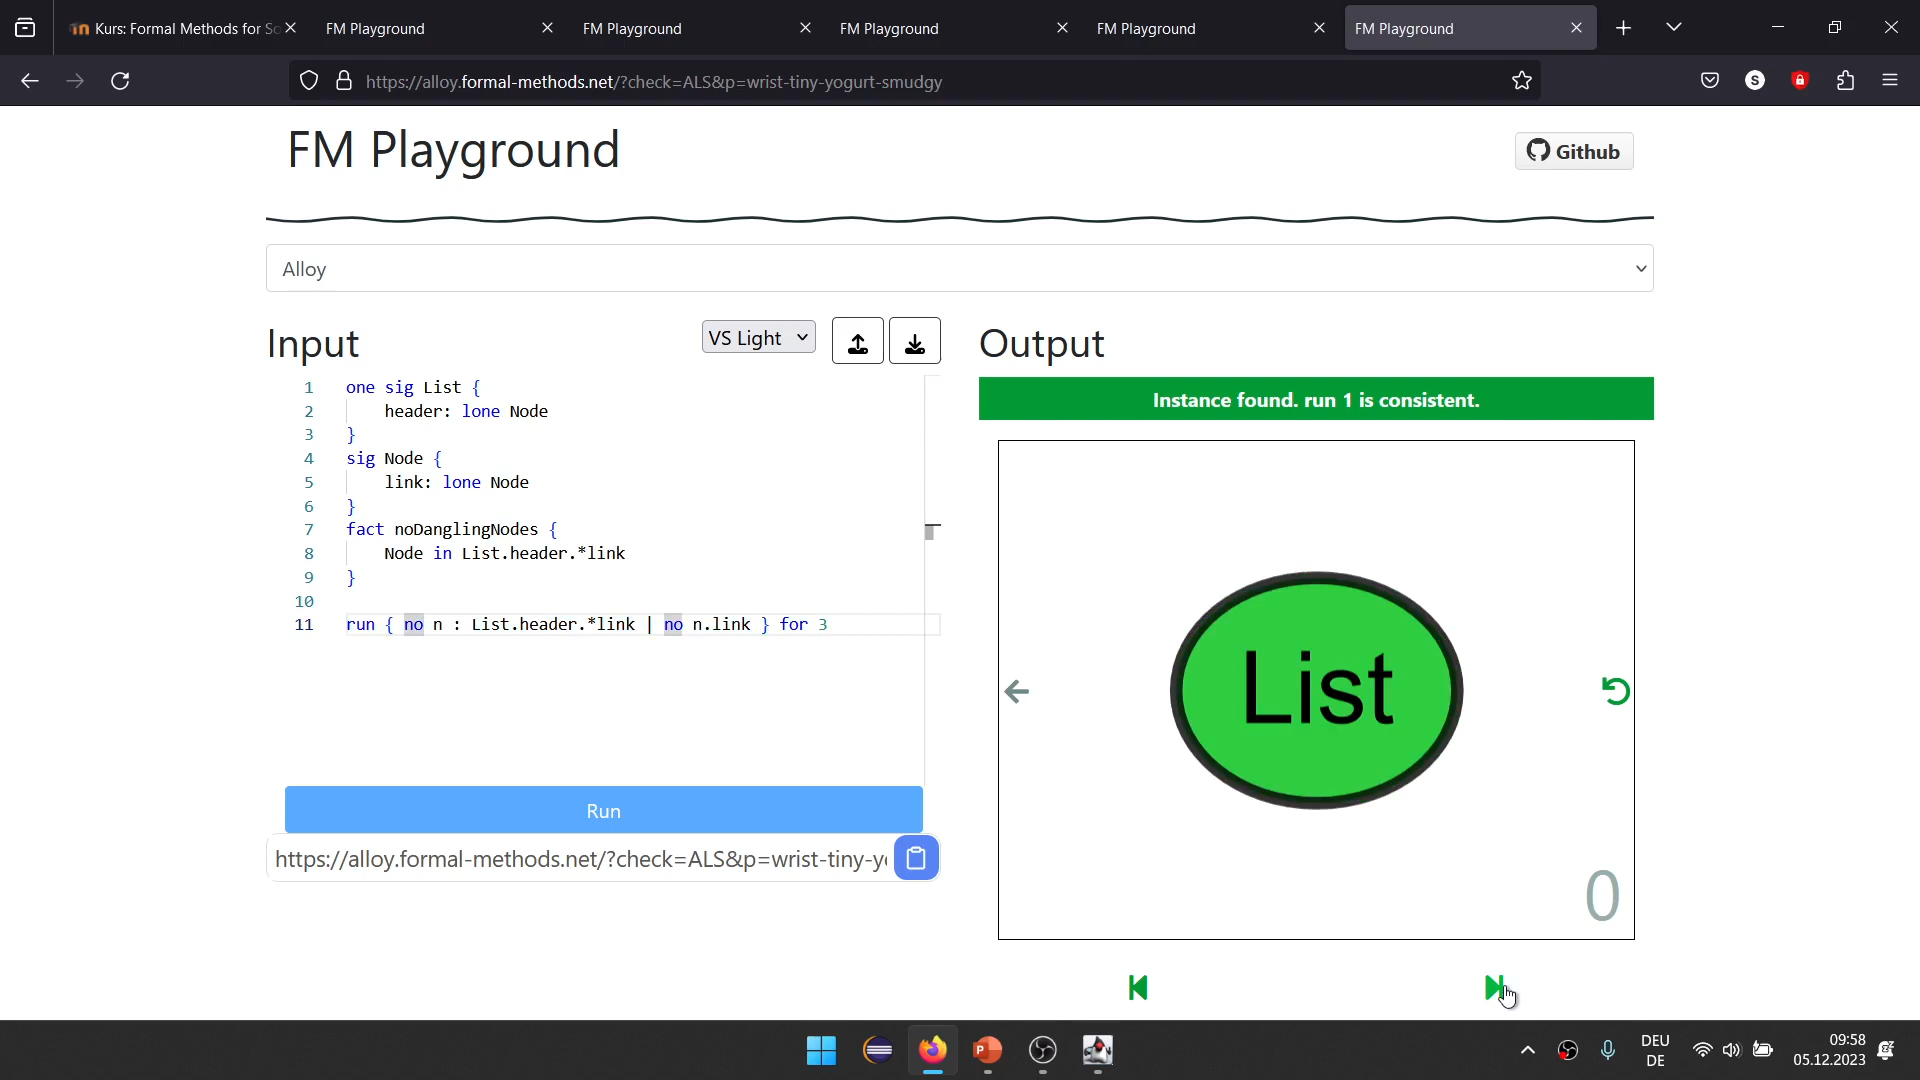 Kurs: Formal Methods for So
FM Playground
FM Playground
FM Playground
FM Playground
FM Playground
https://alloy.formal-methods.net/?check=ALS&p=wrist-tiny-yogurt-smudgy
S
FM Playground
Github
Alloy
Input
VS Light
Output
1 one sig List {
2 header: lone Node
3 }
4 sig Node {
5 link: lone Node
6 }
7 fact noDanglingNodes {
8 Node in List.header.*link
9 }
10
11 run { no n : List.header.*link | no n.link } for 3
Instance found. run 1 is consistent.
List
0
Run
https://alloy.formal-methods.net/?check=ALS&p=wrist-tiny-y
DEU
DE
09:58
05.12.2023